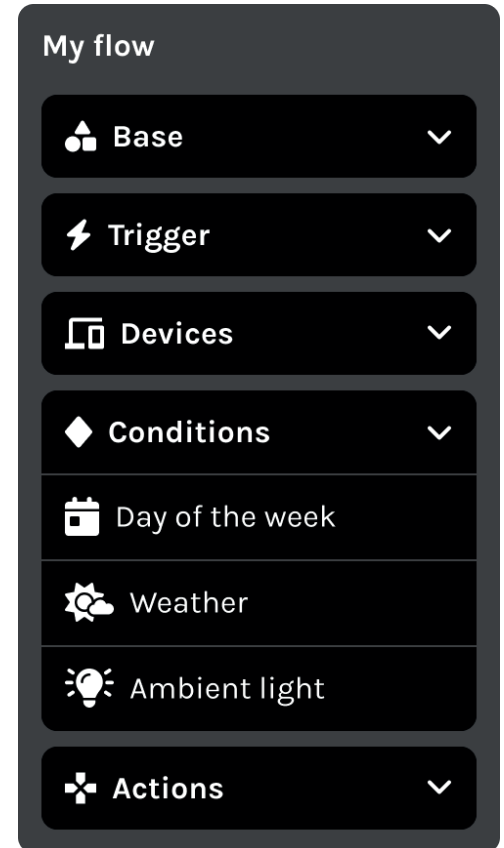 My flow
Base
Trigger
Devices
Conditions
Day of the week
Weather
Ambient light
Actions